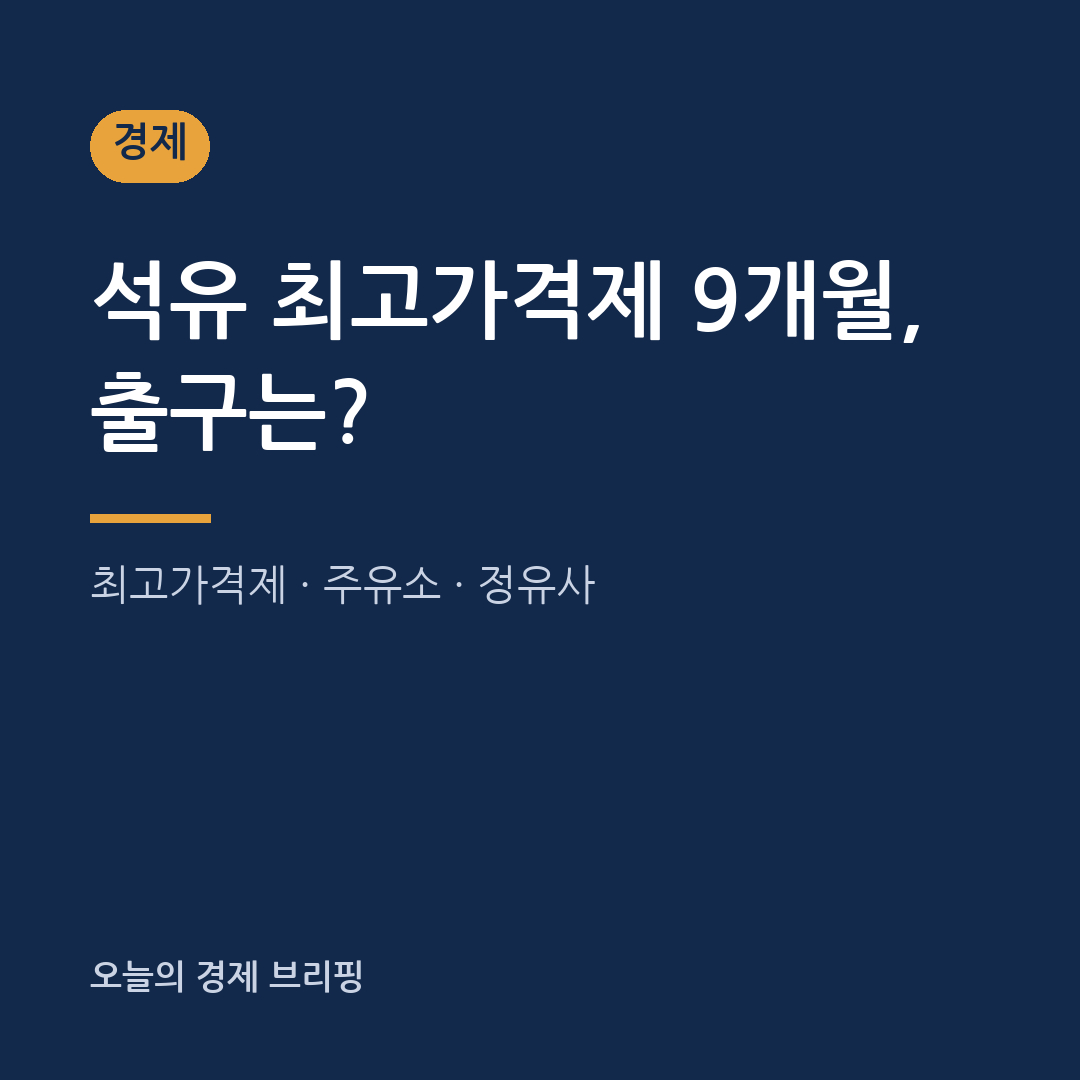 경제
석유 최고가격제 9개월,
출구는?
최고가격제 · 주유소 · 정유사
오늘의 경제 브리핑